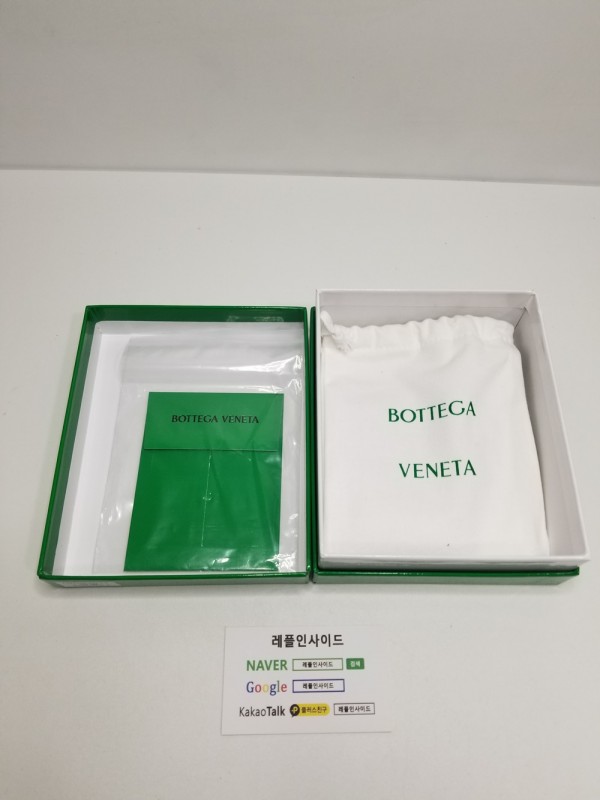 BOTTEGA VENETA
BOTTEGA
VENETA
레플인사이드
NAVER 레플인사이드 검색
Google 레플인사이드
KakaoTalk P 플러스친구 레플인사이드